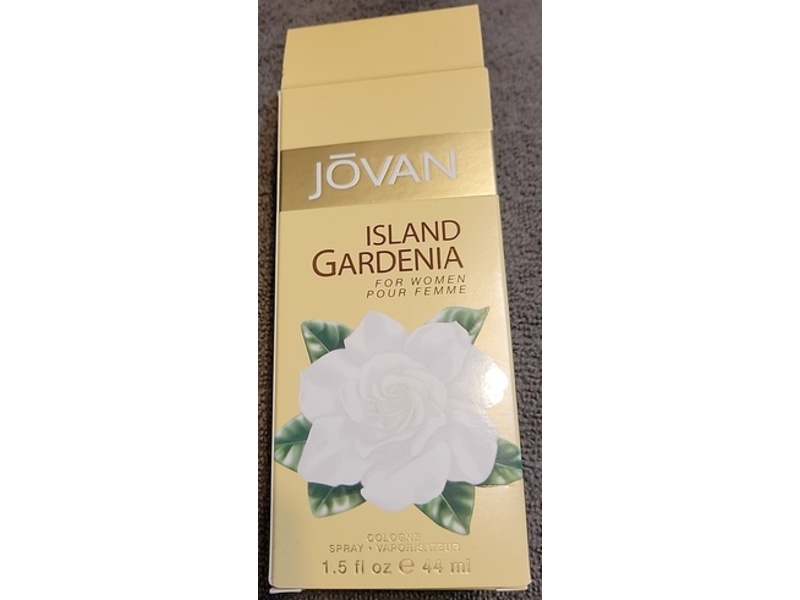 JŌVAN
ISLAND
GARDENIA
FOR WOMEN
POUR FEMME
COLOGNE
SPRAY • VAPORISATEUR
1.5 fl oz ℮ 44 ml